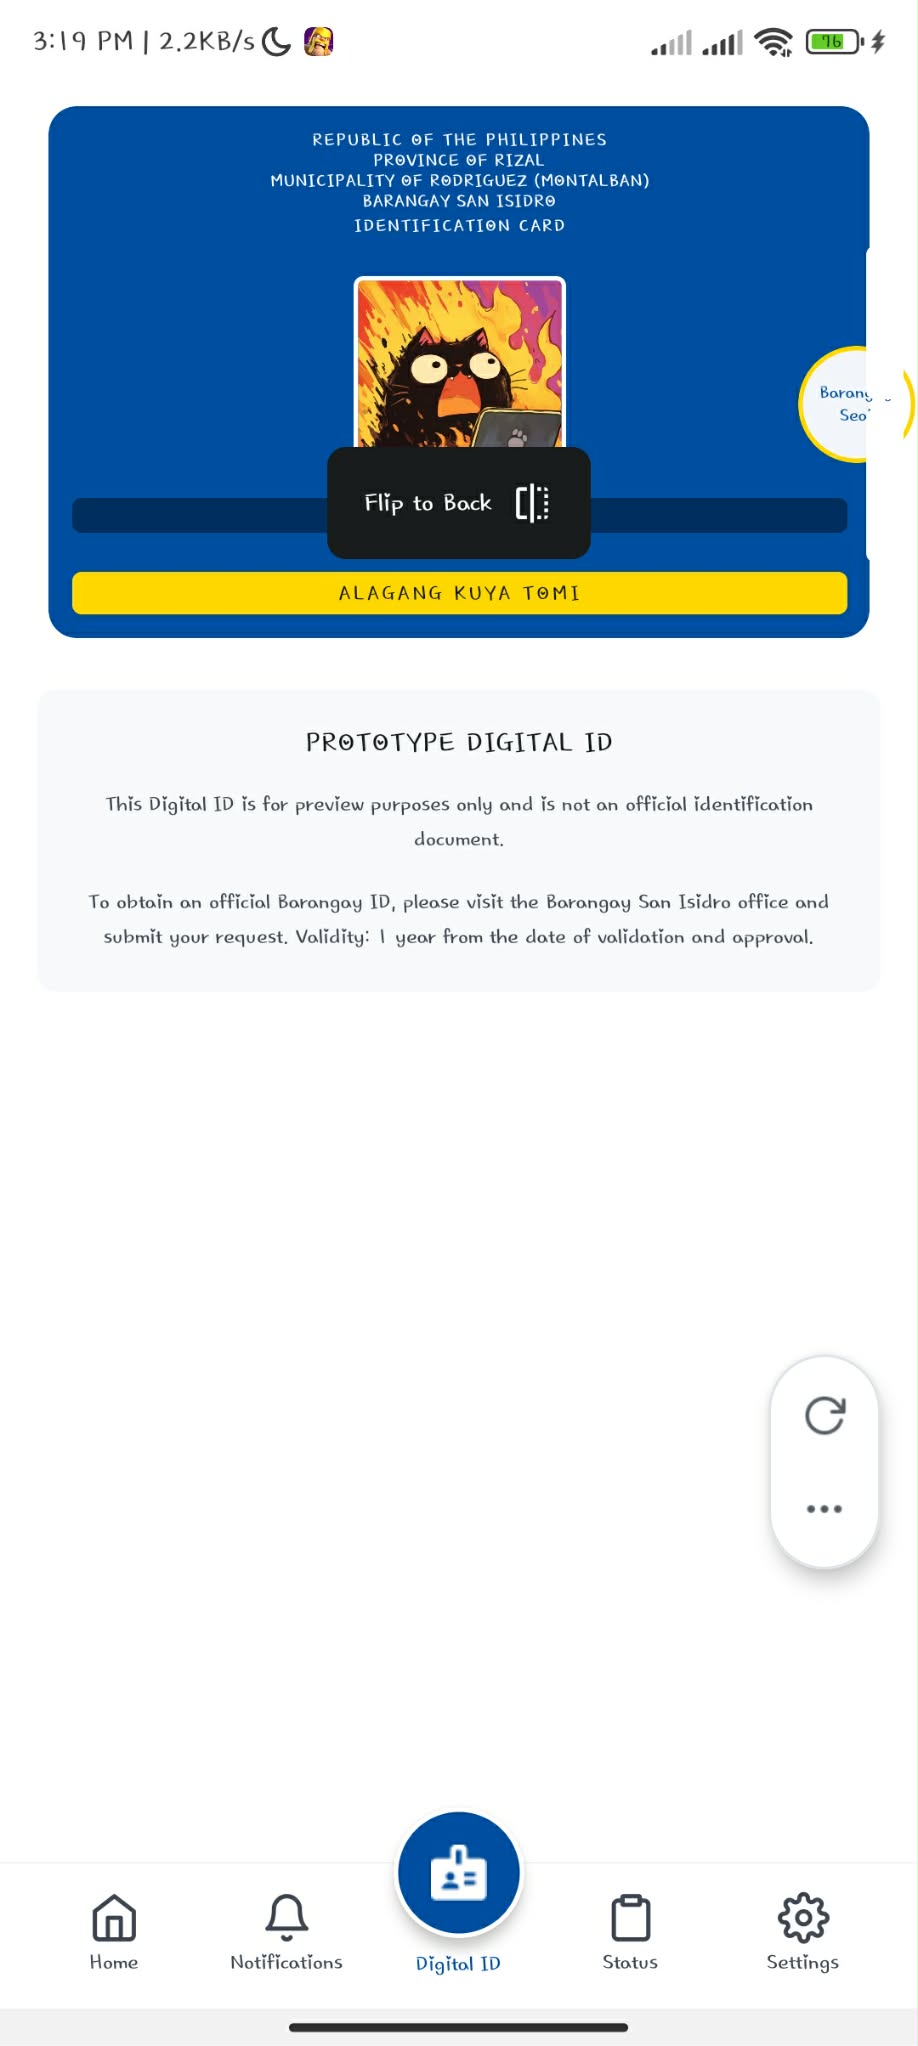 3:19 PM | 2.2KB/s
76
REPUBLIC OF THE PHILIPPINES
PROVINCE OF RIZAL
MUNICIPALITY OF RODRIGUEZ (MONTALBAN)
BARANGAY SAN ISIDRO
IDENTIFICATION CARD
Flip to Back
ALAGANG KUYA TOMI
PROTOTYPE DIGITAL ID
This Digital ID is for preview purposes only and is not an official identification
document.
To obtain an official Barangay ID, please visit the Barangay San Isidro office and
submit your request. Validity: 1 year from the date of validation and approval.
Home
Notifications
Digital ID
Status
Settings